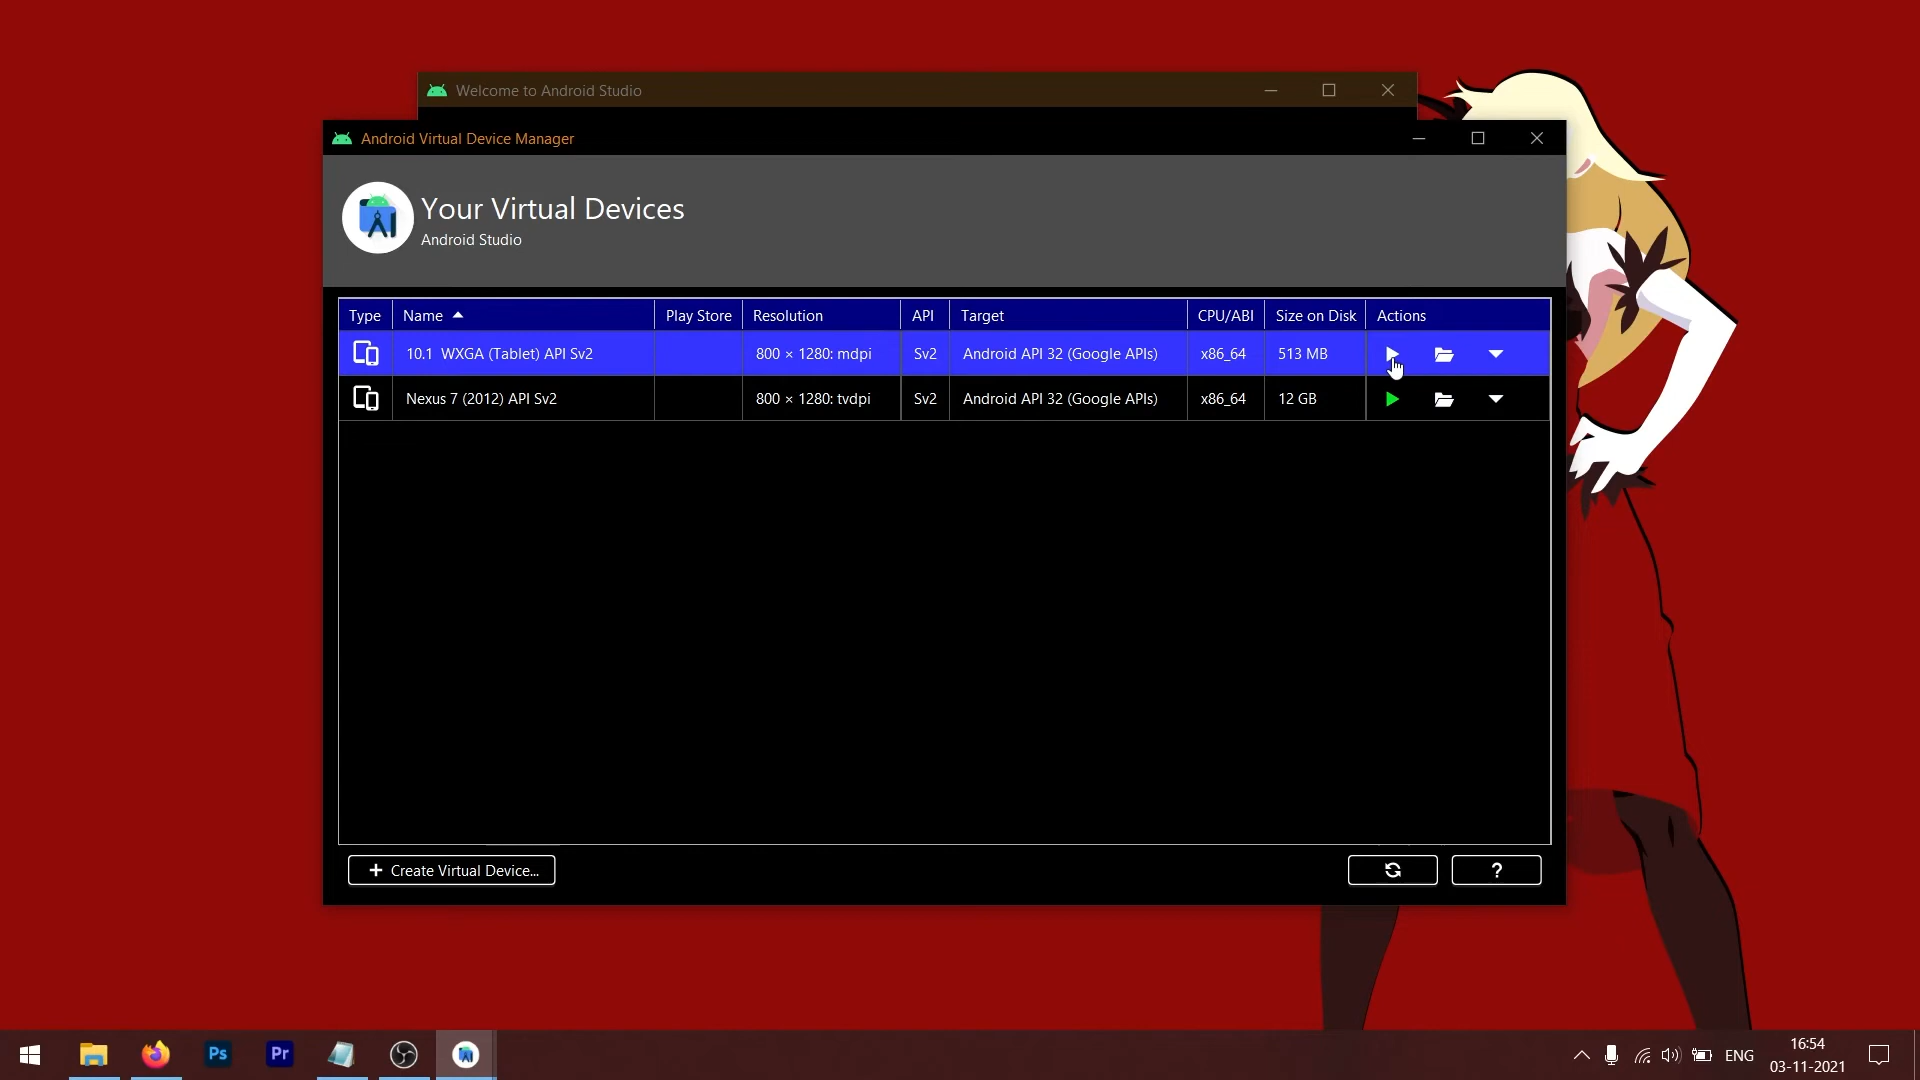 Welcome to Android Studio
Android Virtual Device Manager
Your Virtual Devices
Android Studio
Type Name Play Store Resolution API Target CPU/ABI Size on Disk Actions
10.1 WXGA (Tablet) API Sv2 800 × 1280: mdpi Sv2 Android API 32 (Google APIs) x86_64 513 MB
Nexus 7 (2012) API Sv2 800 × 1280: tvdpi Sv2 Android API 32 (Google APIs) x86_64 12 GB
+ Create Virtual Device... ?
Ps Pr ENG 16:54
03-11-2021